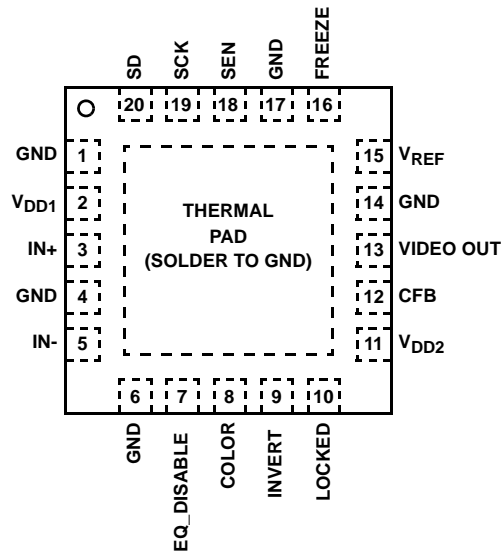 SD
SCK
SEN
GND
FREEZE
20 19 18 17 16
GND 1
VDD1 2
IN+ 3
GND 4
IN- 5
THERMAL
PAD
(SOLDER TO GND)
15 VREF
14 GND
13 VIDEO OUT
12 CFB
11 VDD2
6 7 8 9 10
GND
EQ_DISABLE
COLOR
INVERT
LOCKED